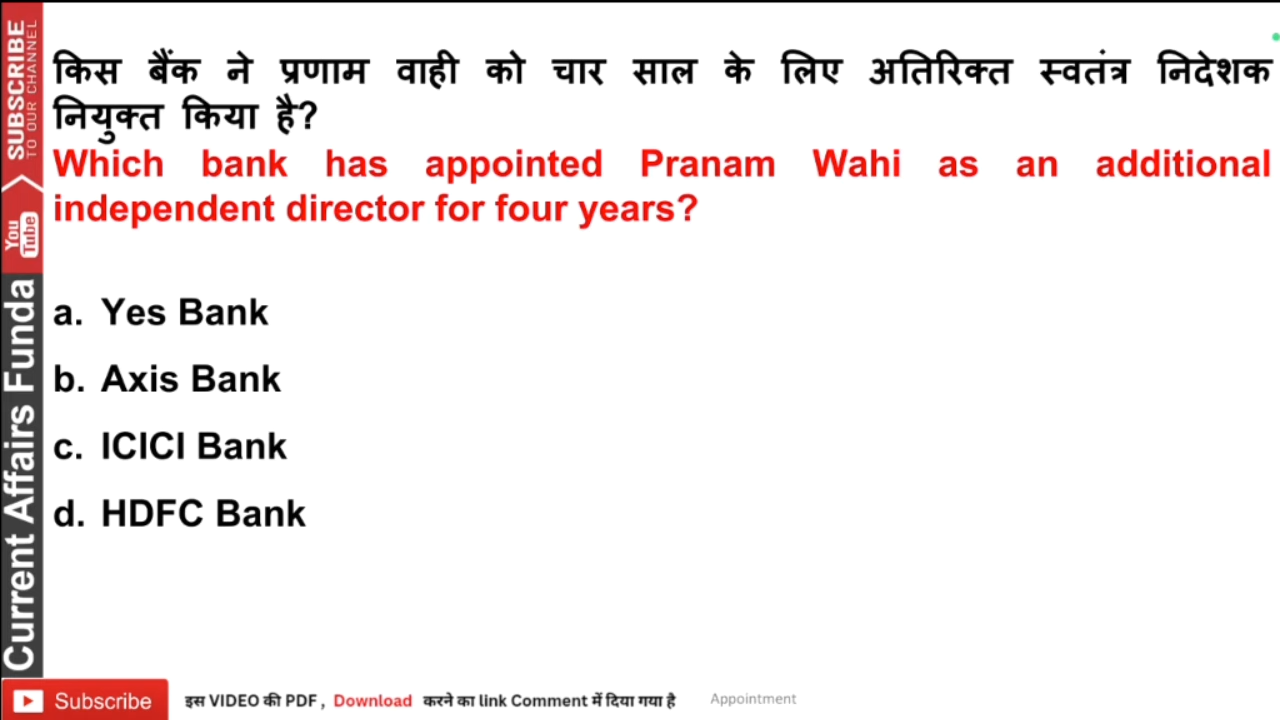 किस बैंक ने प्रणाम वाही को चार साल के लिए अतिरिक्त स्वतंत्र निदेशक
नियुक्त किया है?
Which bank has appointed Pranam Wahi as an additional
independent director for four years?
a. Yes Bank
b. Axis Bank
c. ICICI Bank
d. HDFC Bank
SUBSCRIBE
TO OUR CHANNEL
You
Tube
Current Affairs Funda
Subscribe
इस VIDEO की PDF, Download करने का link Comment में दिया गया है
Appointment